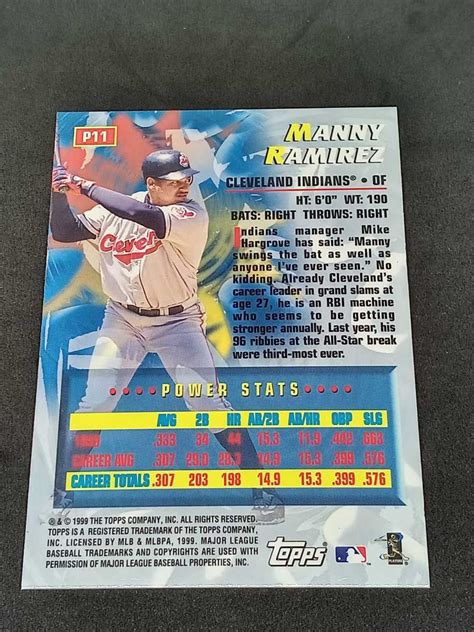 P11
MANNY
RAMIREZ
CLEVELAND INDIANS® • OF
HT: 6'0" WT: 190
BATS: RIGHT THROWS: RIGHT
Indians manager Mike
Hargrove has said: "Manny
swings the bat as well as
anyone I've ever seen." No
kidding. Already Cleveland's
career leader in grand slams at
age 27, he is an RBI machine
who seems to be getting
stronger annually. Last year, his
96 ribbies at the All-Star break
were third-most ever.
POWER STATS
AVG 2B HR AB/2B AB/HR OBP SLG
1999 .333 34 44 15.3 11.9 .442 .663
CAREER AVG .307 29.0 28.3 14.9 15.3 .399 .576
CAREER TOTALS .307 203 198 14.9 15.3 .399 .576
® & © 1999 THE TOPPS COMPANY, INC. ALL RIGHTS RESERVED.
TOPPS IS A REGISTERED TRADEMARK OF THE TOPPS COMPANY,
INC. LICENSED BY MLB & MLBPA, 1999. MAJOR LEAGUE
BASEBALL TRADEMARKS AND COPYRIGHTS ARE USED WITH
PERMISSION OF MAJOR LEAGUE BASEBALL PROPERTIES, INC.
topps